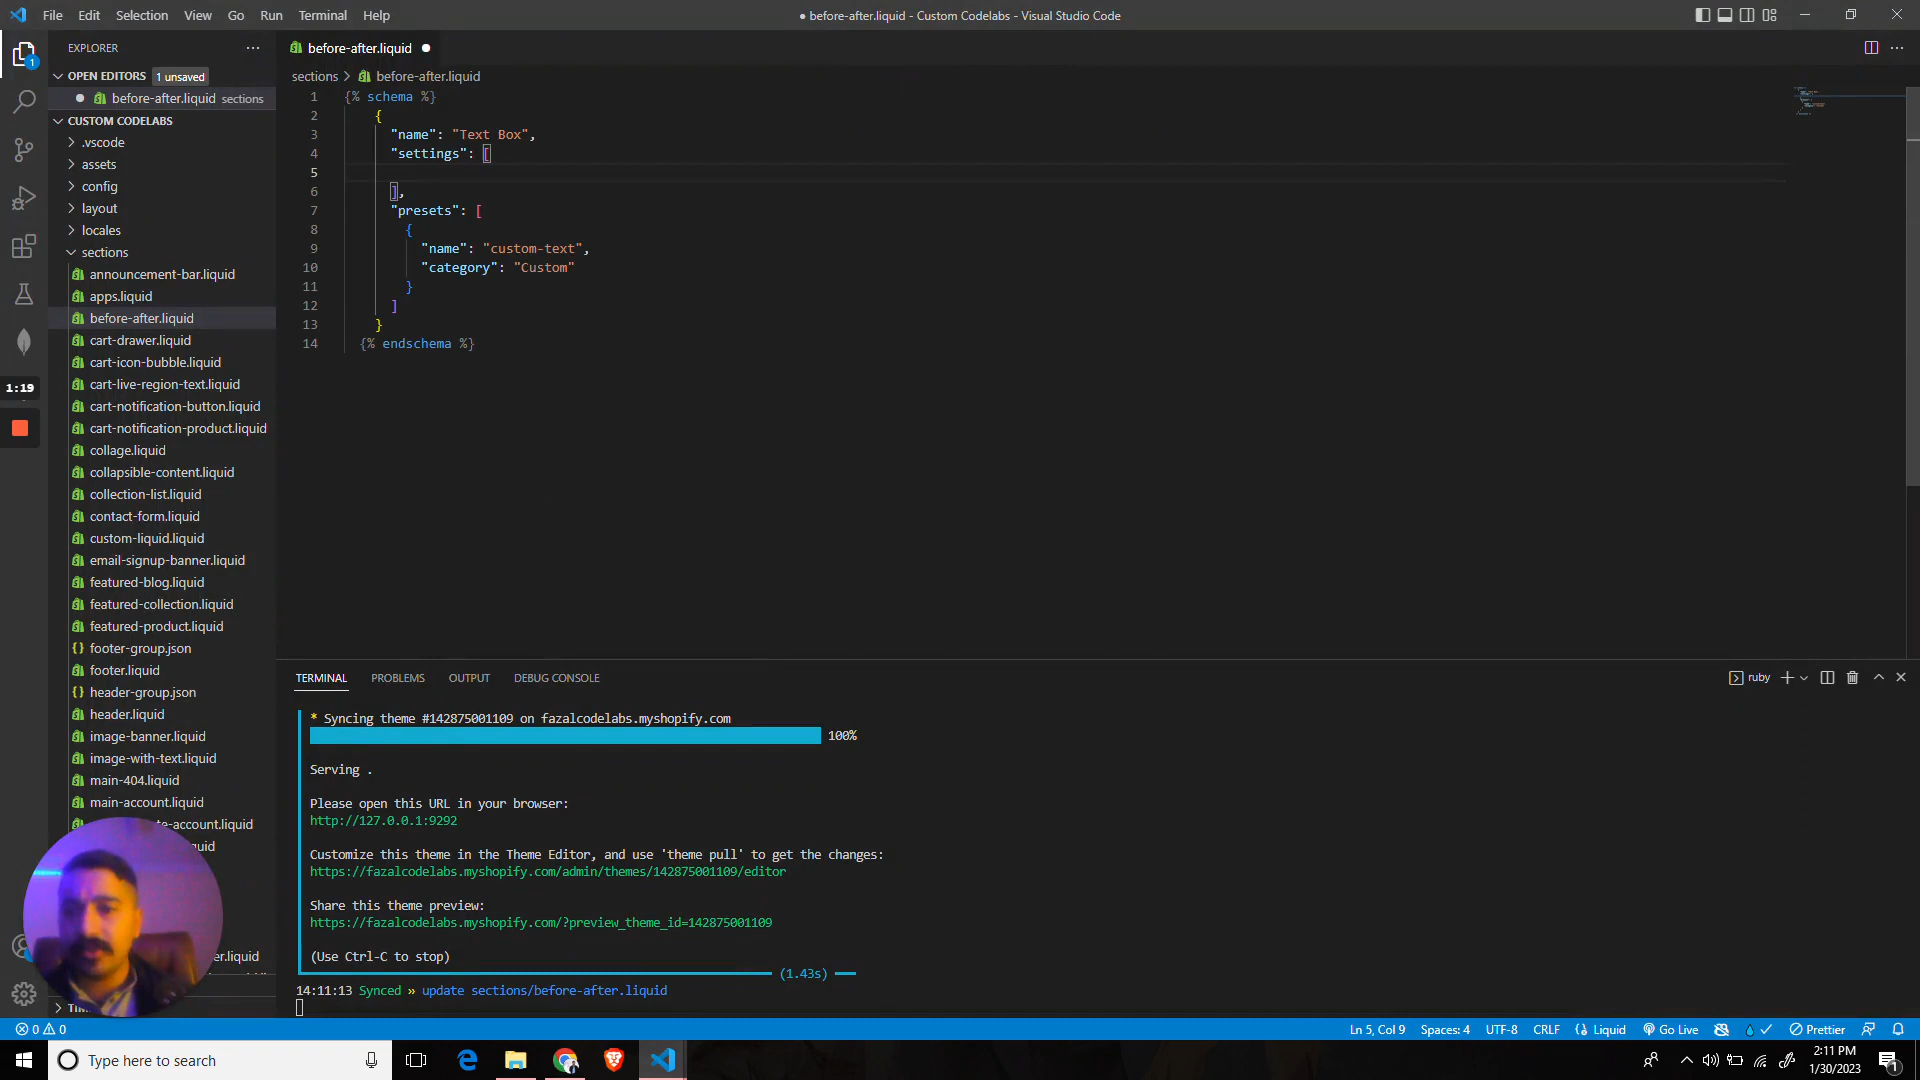 File Edit Selection View Go Run Terminal Help
● before-after.liquid - Custom Codelabs - Visual Studio Code
EXPLORER
OPEN EDITORS 1 unsaved
before-after.liquid sections
CUSTOM CODELABS
.vscode
assets
config
layout
locales
sections
announcement-bar.liquid
apps.liquid
before-after.liquid
cart-drawer.liquid
cart-icon-bubble.liquid
cart-live-region-text.liquid
cart-notification-button.liquid
cart-notification-product.liquid
collage.liquid
collapsible-content.liquid
collection-list.liquid
contact-form.liquid
custom-liquid.liquid
email-signup-banner.liquid
featured-blog.liquid
featured-collection.liquid
featured-product.liquid
footer-group.json
footer.liquid
header-group.json
header.liquid
image-banner.liquid
image-with-text.liquid
main-404.liquid
main-account.liquid
te-account.liquid
uid
er.liquid
1
1:19
before-after.liquid
sections > before-after.liquid
1 {% schema %}
2 {
3 "name": "Text Box",
4 "settings": [
5
6 ],
7 "presets": [
8 {
9 "name": "custom-text",
10 "category": "Custom"
11 }
12 ]
13 }
14 {% endschema %}
TERMINAL PROBLEMS OUTPUT DEBUG CONSOLE
ruby
* Syncing theme #142875001109 on fazalcodelabs.myshopify.com
100%
Serving .
Please open this URL in your browser:
http://127.0.0.1:9292
Customize this theme in the Theme Editor, and use 'theme pull' to get the changes:
https://fazalcodelabs.myshopify.com/admin/themes/142875001109/editor
Share this theme preview:
https://fazalcodelabs.myshopify.com/?preview_theme_id=142875001109
(Use Ctrl-C to stop)
(1.43s)
14:11:13 Synced » update sections/before-after.liquid
0 0
Ln 5, Col 9 Spaces: 4 UTF-8 CRLF Liquid Go Live Prettier
Type here to search
2:11 PM
1/30/2023
1